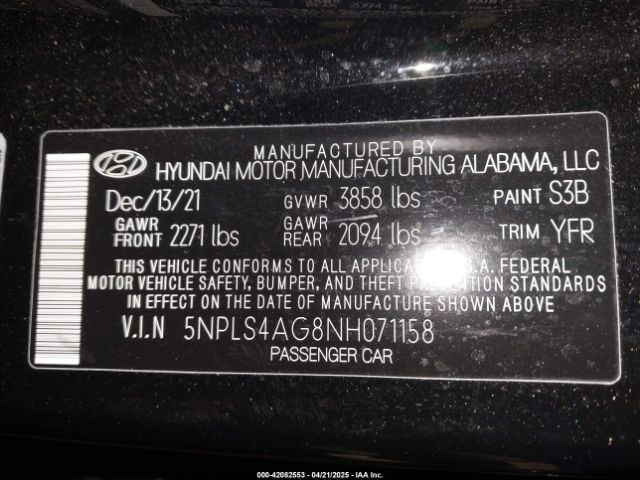 MANUFACTURED BY
HYUNDAI MOTOR MANUFACTURING ALABAMA, LLC
Dec/13/21 GVWR 3858 lbs PAINT S3B
GAWR FRONT 2271 lbs GAWR REAR 2094 lbs TRIM YFR
THIS VEHICLE CONFORMS TO ALL APPLICA U.S.A. FEDERAL
MOTOR VEHICLE SAFETY, BUMPER, AND THEFT PREVENTION STANDARDS
IN EFFECT ON THE DATE OF MANUFACTURE SHOWN ABOVE
V.I.N 5NPLS4AG8NH071158
PASSENGER CAR
000-42082553 - 04/21/2025 - IAA Inc.